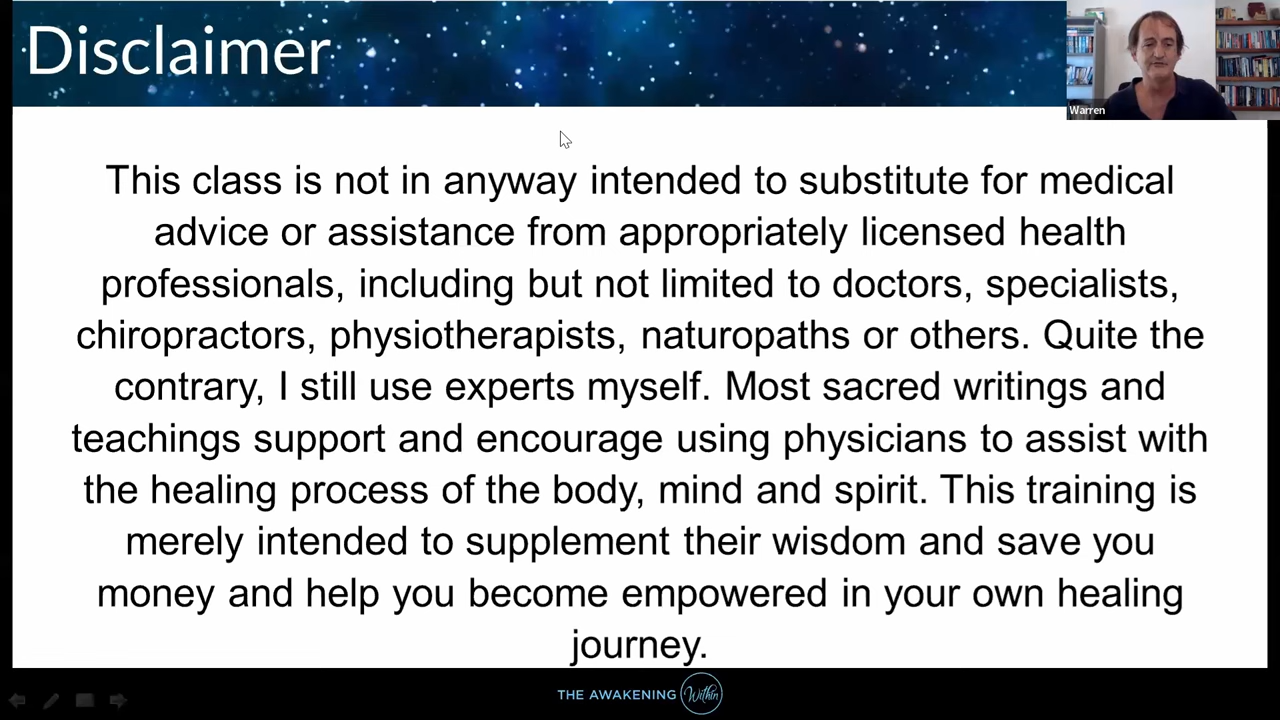 Disclaimer
Warren
This class is not in anyway intended to substitute for medical
advice or assistance from appropriately licensed health
professionals, including but not limited to doctors, specialists,
chiropractors, physiotherapists, naturopaths or others. Quite the
contrary, I still use experts myself. Most sacred writings and
teachings support and encourage using physicians to assist with
the healing process of the body, mind and spirit. This training is
merely intended to supplement their wisdom and save you
money and help you become empowered in your own healing
journey.
THE AWAKENING Within